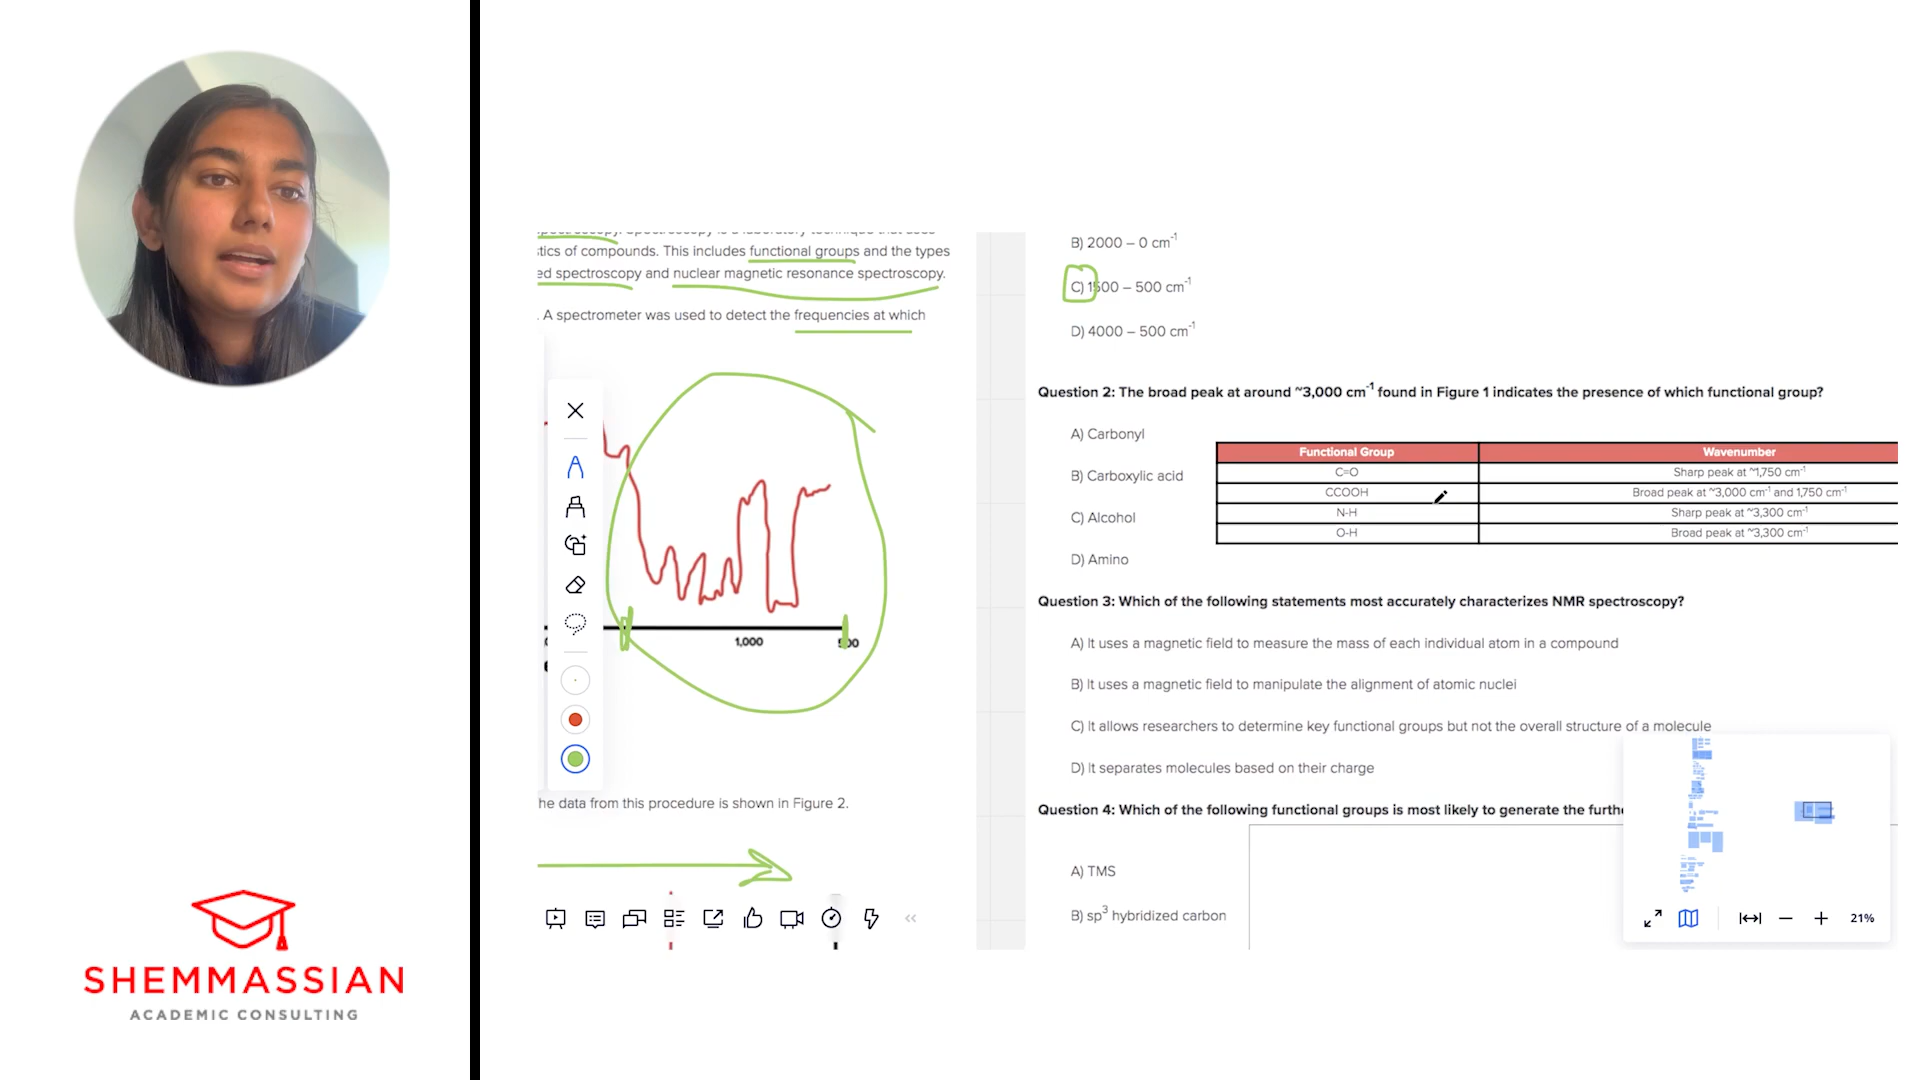 SHEMMASSIAN
ACADEMIC CONSULTING
stics of compounds. This includes functional groups and the types
ed spectroscopy and nuclear magnetic resonance spectroscopy.
. A spectrometer was used to detect the frequencies at which
1,000
500
he data from this procedure is shown in Figure 2.
B) 2000 – 0 cm⁻¹
C) 1500 – 500 cm⁻¹
D) 4000 – 500 cm⁻¹
Question 2: The broad peak at around ~3,000 cm⁻¹ found in Figure 1 indicates the presence of which functional group?
A) Carbonyl
B) Carboxylic acid
C) Alcohol
D) Amino
Functional Group Wavenumber
C=O Sharp peak at ~1,750 cm⁻¹
CCOOH Broad peak at ~3,000 cm⁻¹ and 1,750 cm⁻¹
N-H Sharp peak at ~3,300 cm⁻¹
O-H Broad peak at ~3,300 cm⁻¹
Question 3: Which of the following statements most accurately characterizes NMR spectroscopy?
A) It uses a magnetic field to measure the mass of each individual atom in a compound
B) It uses a magnetic field to manipulate the alignment of atomic nuclei
C) It allows researchers to determine key functional groups but not the overall structure of a molecule
D) It separates molecules based on their charge
Question 4: Which of the following functional groups is most likely to generate the furthe
A) TMS
B) sp³ hybridized carbon
21%